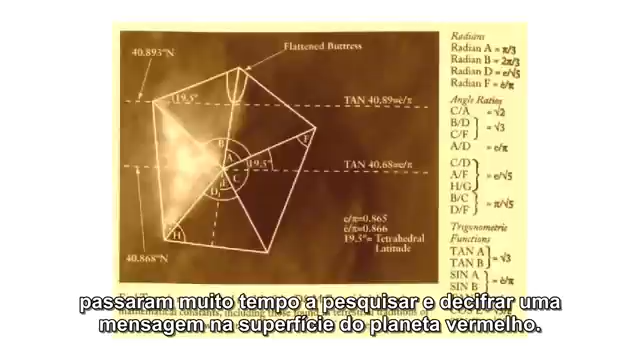 Flattened Buttress
40.893°N
19.5°
TAN 40.89=ė/π
B
A
19.5°
F
C
D
E
TAN 40.68=e/π
H
e/π=0.865
ė/π=0.866
19.5°= Tetrahedral
Latitude
40.868°N
Radians
Radian A = π/3
Radian B = 2π/3
Radian D = e/√5
Radian F = ė/π
Angle Ratios
C/A = √2
B/D
C/F = √3
A/D = e/π
C/D
A/F
H/G = e/√5
B/C
D/F = π/√5
Trigonometric
Functions
TAN A
TAN B = √3
SIN A
SIN B = ė/π
passaram muito tempo a pesquisar e decifrar uma
mensagem na superfície do planeta vermelho.